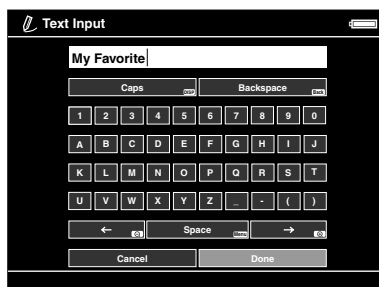 Text Input
My Favorite
Caps DISP Backspace Back
1 2 3 4 5 6 7 8 9 0
A B C D E F G H I J
K L M N O P Q R S T
U V W X Y Z _ - ( )
← Space Menu →
Cancel Done